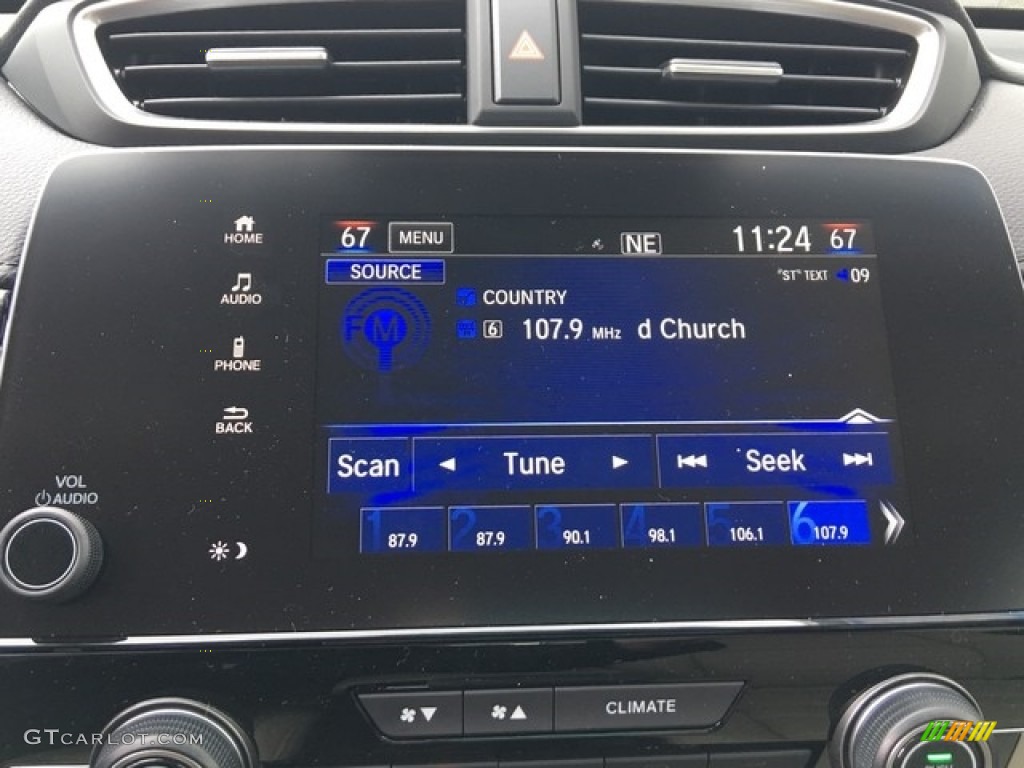 HOME
AUDIO
PHONE
BACK
VOL
AUDIO
67 MENU NE 11:24 67
SOURCE
"ST" TEXT 09
COUNTRY
FM
6 107.9 MHz d Church
Scan Tune Seek
1 87.9 2 87.9 3 90.1 4 98.1 5 106.1 6 107.9
CLIMATE
GTCARLOT.COM